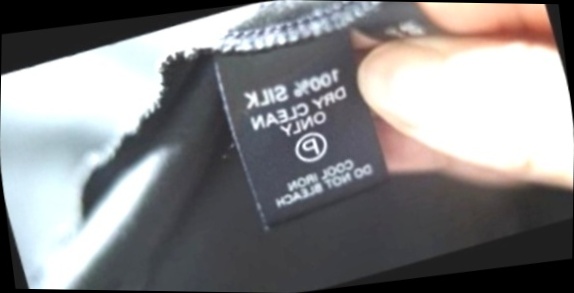 100% SILK
DRY CLEAN
ONLY
P
COOL IRON
DO NOT BLEACH